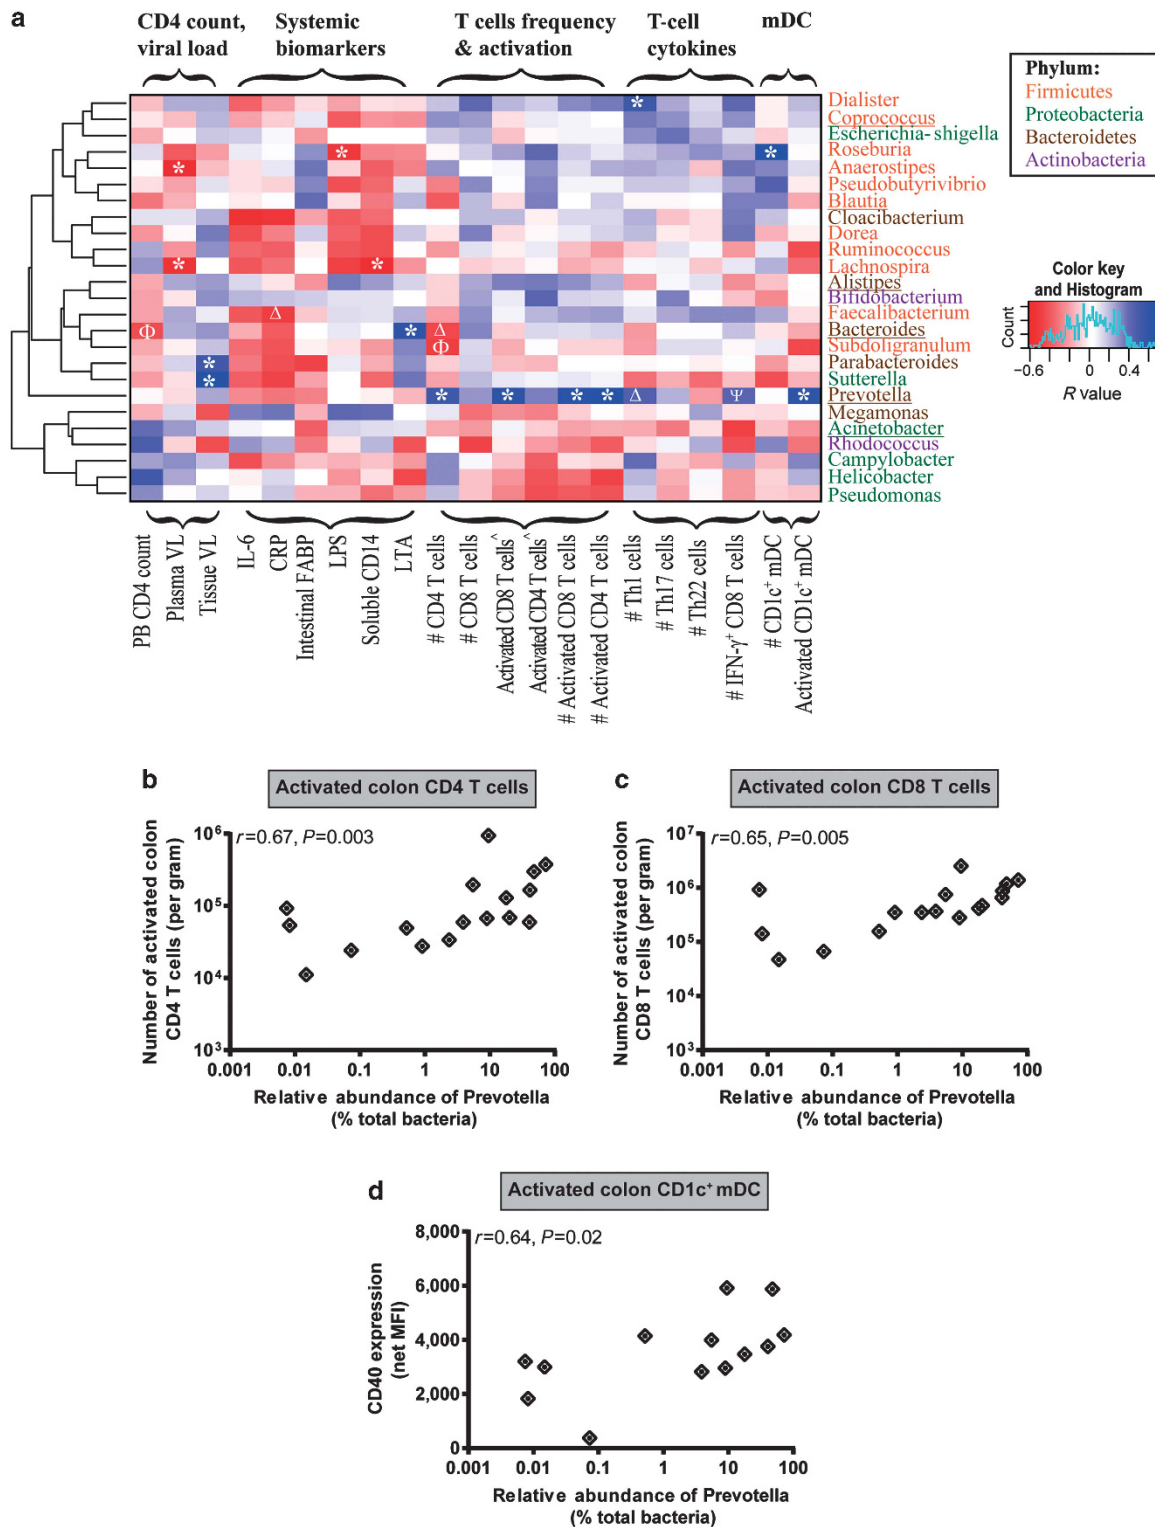 a
CD4 count,
viral load
Systemic
biomarkers
T cells frequency
& activation
T-cell
cytokines
mDC
Phylum:
Firmicutes
Proteobacteria
Bacteroidetes
Actinobacteria
Dialister
Coprococcus
Escherichia-shigella
Roseburia
Anaerostipes
Pseudobutyrivibrio
Blautia
Cloacibacterium
Dorea
Ruminococcus
Lachnospira
Alistipes
Bifidobacterium
Faecalibacterium
Bacteroides
Subdoligranulum
Parabacteroides
Sutterella
Prevotella
Megamonas
Acinetobacter
Rhodococcus
Campylobacter
Helicobacter
Pseudomonas
*
*
*
*
*
*
Δ
Φ
*
Δ
Φ
*
*
*
*
*
*
Δ
Ψ
*
Color key
and Histogram
Count
−0.6
0
0.4
R value
PB CD4 count
Plasma VL
Tissue VL
IL-6
CRP
Intestinal FABP
LPS
Soluble CD14
LTA
# CD4 T cells
# CD8 T cells
Activated CD8 T cells^
Activated CD4 T cells^
# Activated CD8 T cells
# Activated CD4 T cells
# Th1 cells
# Th17 cells
# Th22 cells
# IFN-γ⁺ CD8 T cells
# CD1c⁺ mDC
Activated CD1c⁺ mDC
b
Activated colon CD4 T cells
r=0.67, P=0.003
Number of activated colon
CD4 T cells (per gram)
10⁶
10⁵
10⁴
10³
0.001
0.01
0.1
1
10
100
Relative abundance of Prevotella
(% total bacteria)
c
Activated colon CD8 T cells
r=0.65, P=0.005
Number of activated colon
CD8 T cells (per gram)
10⁷
10⁶
10⁵
10⁴
10³
0.001
0.01
0.1
1
10
100
Relative abundance of Prevotella
(% total bacteria)
d
Activated colon CD1c⁺ mDC
r=0.64, P=0.02
CD40 expression
(net MFI)
8,000
6,000
4,000
2,000
0
0.001
0.01
0.1
1
10
100
Relative abundance of Prevotella
(% total bacteria)